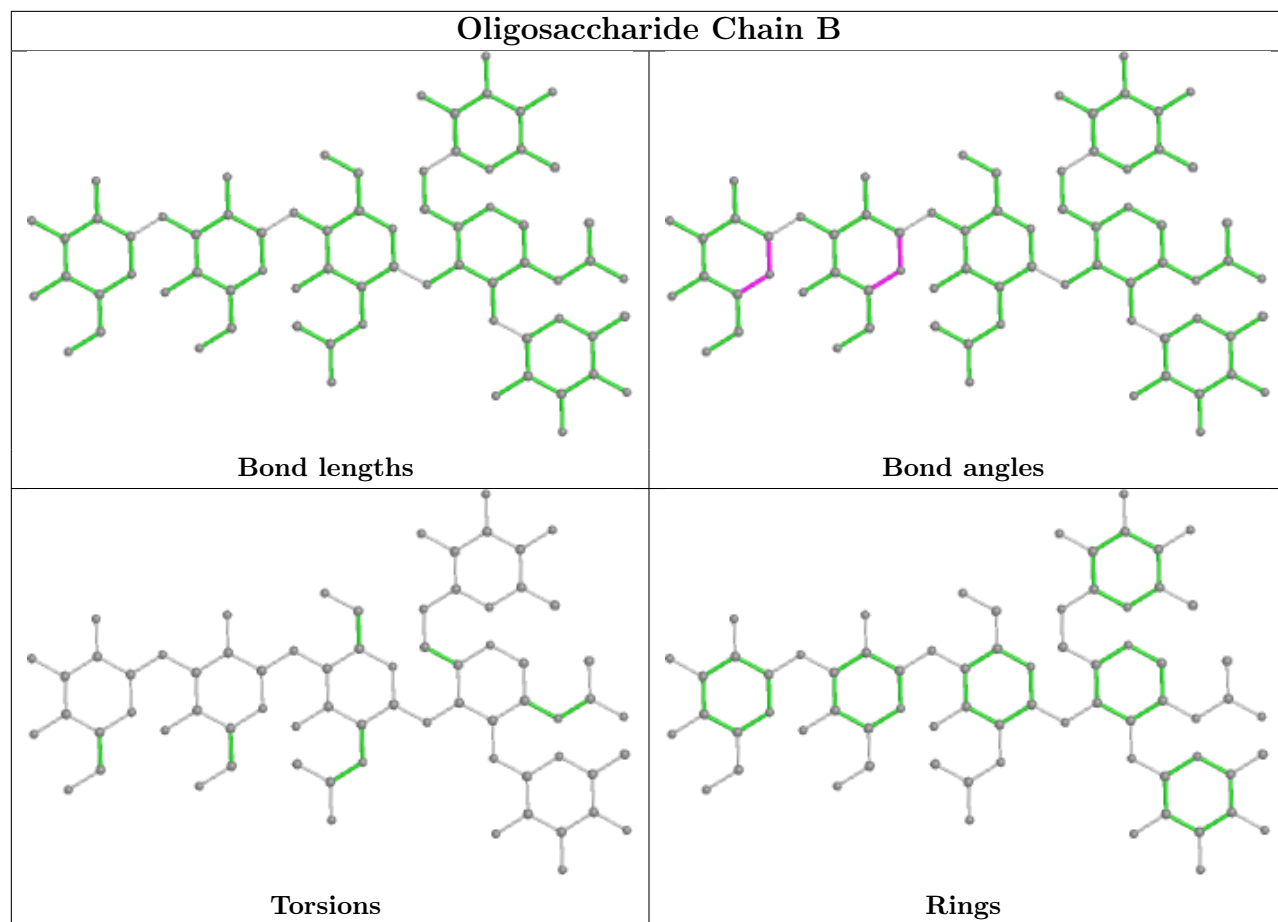 Oligosaccharide Chain B
Bond lengths
Bond angles
Torsions
Rings